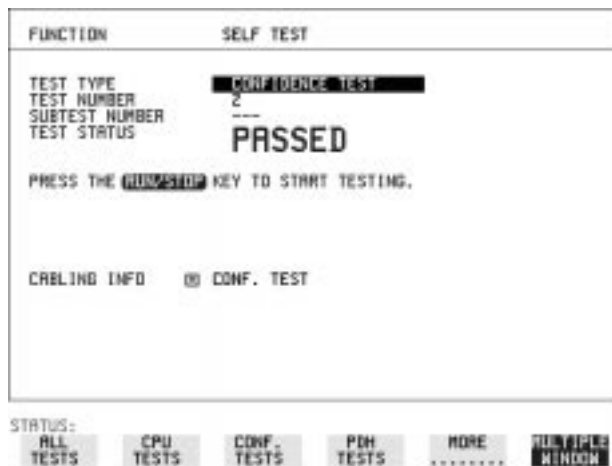 FUNCTION SELF TEST
TEST TYPE CONFIDENCE TEST
TEST NUMBER 2
SUBTEST NUMBER ---
TEST STATUS PASSED
PRESS THE RUN/STOP KEY TO START TESTING.
CABLING INFO CONF. TEST
STATUS:
ALL TESTS CPU TESTS CONF. TESTS PDH TESTS MORE ........ MULTIPLE WINDOW